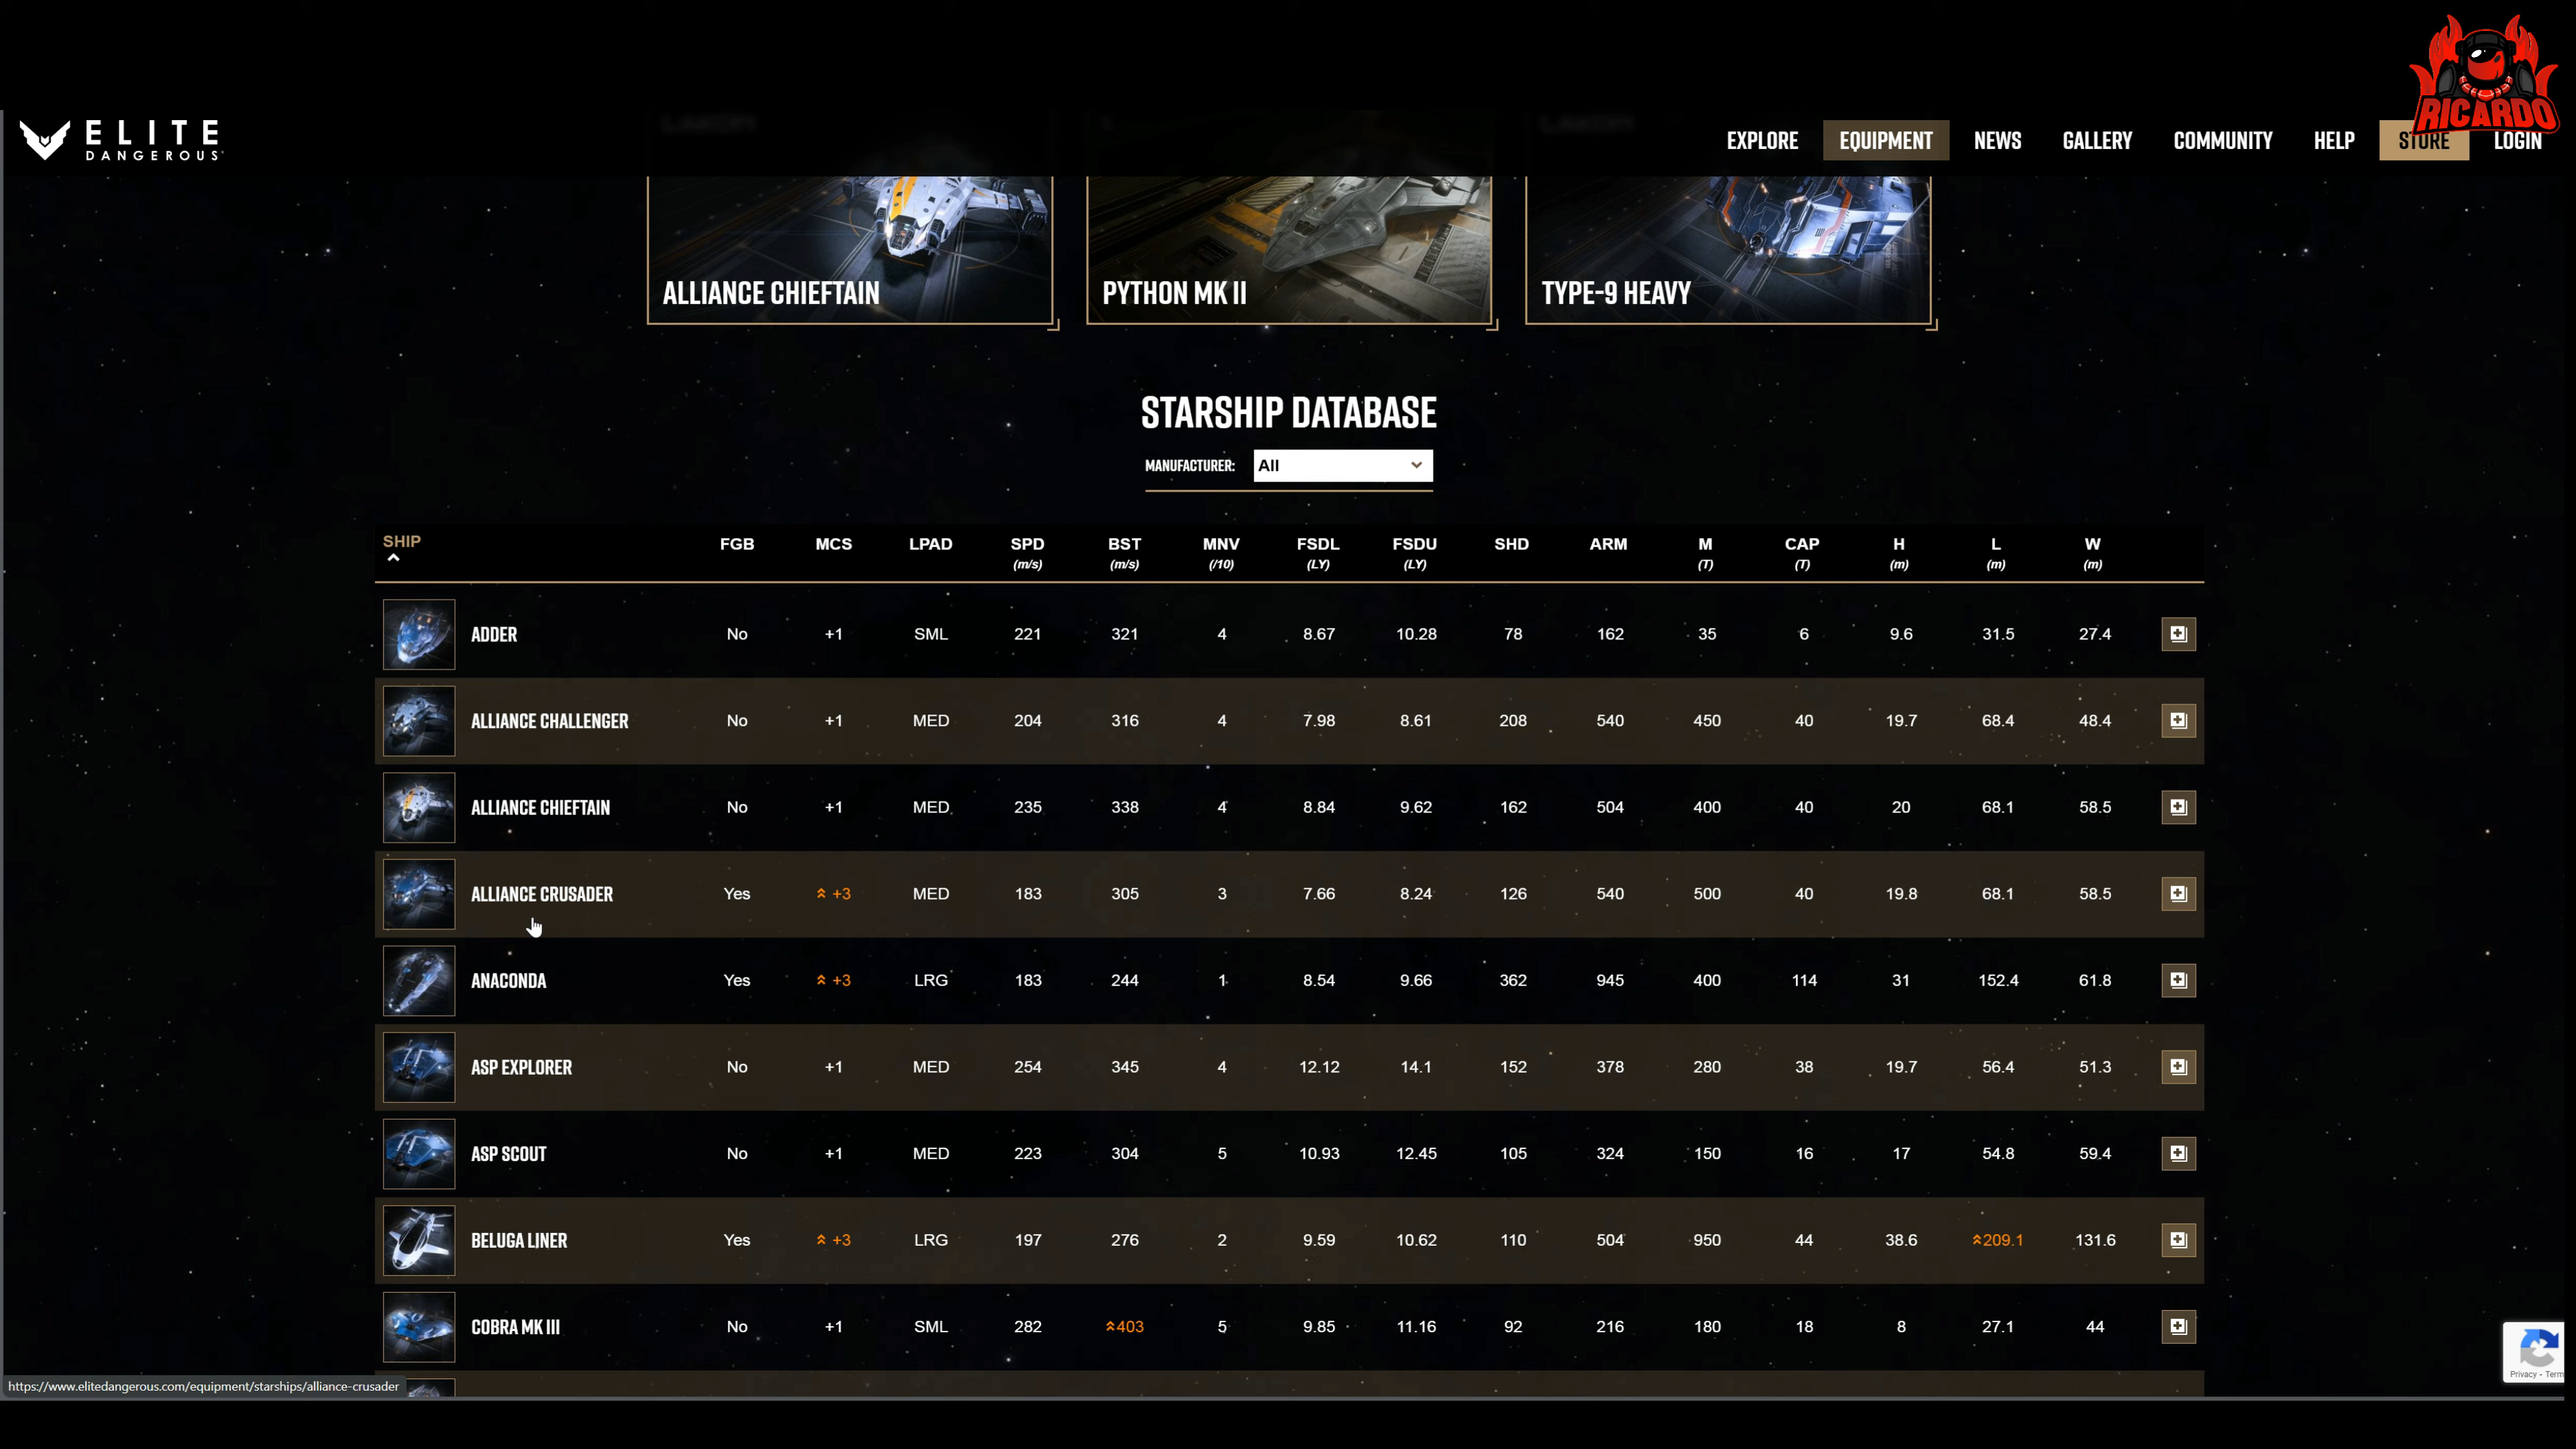 RICARDO
ELITE
DANGEROUS
EXPLORE EQUIPMENT NEWS GALLERY COMMUNITY HELP STORE LOGIN
ALLIANCE CHIEFTAIN PYTHON MK II TYPE-9 HEAVY
STARSHIP DATABASE
MANUFACTURER: All
SHIP FGB MCS LPAD SPD BST MNV FSDL FSDU SHD ARM M CAP H L W
(m/s) (m/s) (/10) (LY) (LY) (T) (T) (m) (m) (m)
ADDER No +1 SML 221 321 4 8.67 10.28 78 162 35 6 9.6 31.5 27.4
ALLIANCE CHALLENGER No +1 MED 204 316 4 7.98 8.61 208 540 450 40 19.7 68.4 48.4
ALLIANCE CHIEFTAIN No +1 MED 235 338 4 8.84 9.62 162 504 400 40 20 68.1 58.5
ALLIANCE CRUSADER Yes +3 MED 183 305 3 7.66 8.24 126 540 500 40 19.8 68.1 58.5
ANACONDA Yes +3 LRG 183 244 1 8.54 9.66 362 945 400 114 31 152.4 61.8
ASP EXPLORER No +1 MED 254 345 4 12.12 14.1 152 378 280 38 19.7 56.4 51.3
ASP SCOUT No +1 MED 223 304 5 10.93 12.45 105 324 150 16 17 54.8 59.4
BELUGA LINER Yes +3 LRG 197 276 2 9.59 10.62 110 504 950 44 38.6 209.1 131.6
COBRA MK III No +1 SML 282 403 5 9.85 11.16 92 216 180 18 8 27.1 44
Privacy - Term
https://www.elitedangerous.com/equipment/starships/alliance-crusader